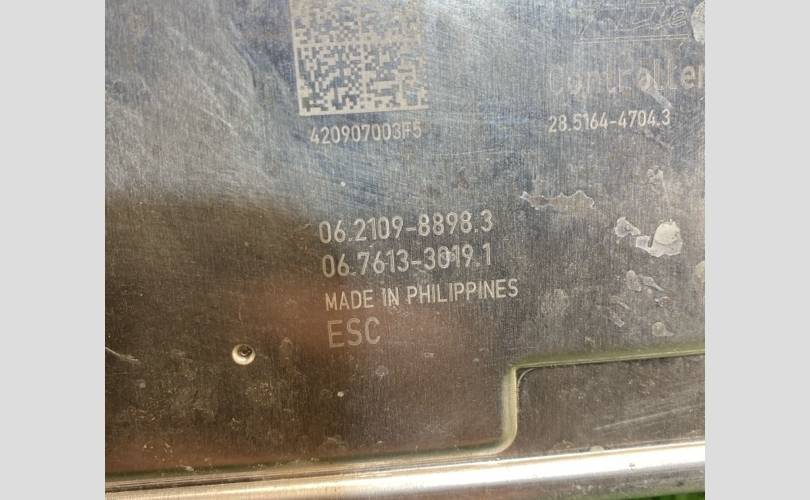 Controller
420907003F5
28.5164-4704.3
06.2109-8898.3
06.7613-3019.1
MADE IN PHILIPPINES
ESC